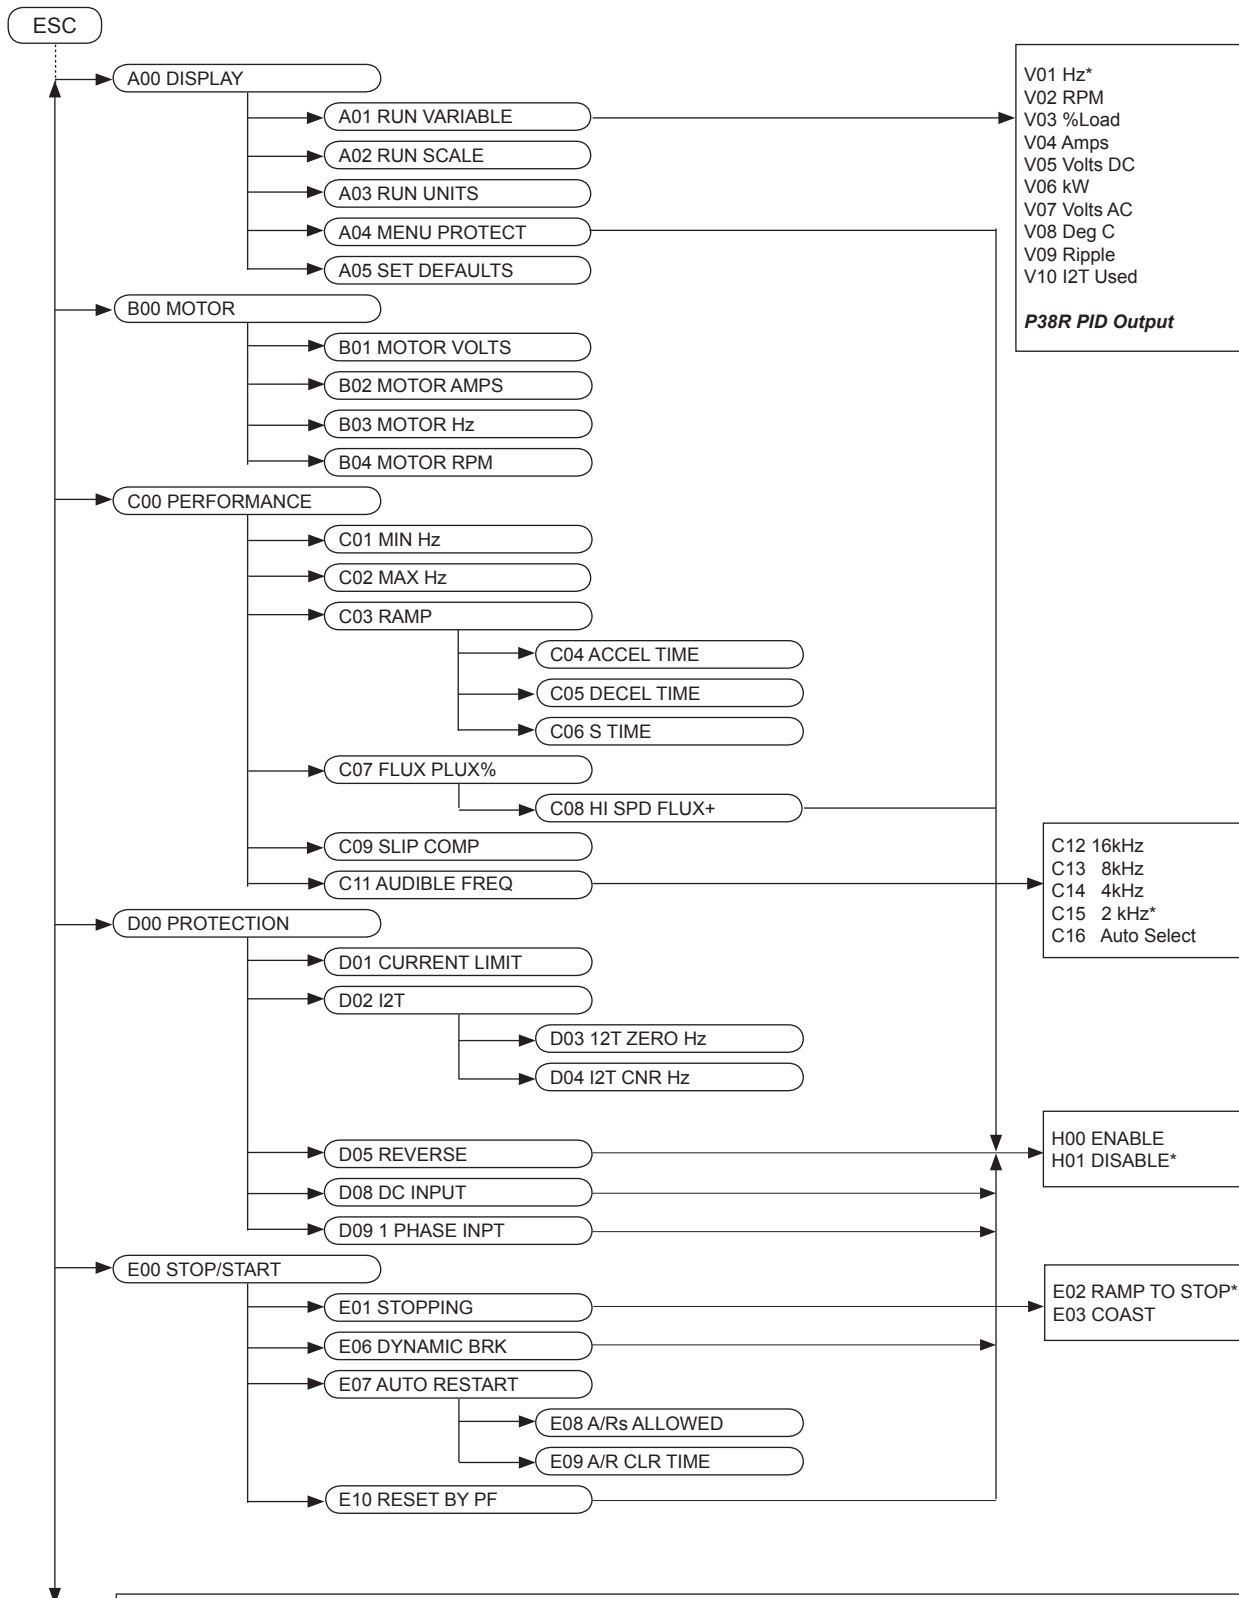 ESC
A00 DISPLAY
A01 RUN VARIABLE
A02 RUN SCALE
A03 RUN UNITS
A04 MENU PROTECT
A05 SET DEFAULTS
V01 Hz*
V02 RPM
V03 %Load
V04 Amps
V05 Volts DC
V06 kW
V07 Volts AC
V08 Deg C
V09 Ripple
V10 I2T Used
P38R PID Output
B00 MOTOR
B01 MOTOR VOLTS
B02 MOTOR AMPS
B03 MOTOR Hz
B04 MOTOR RPM
C00 PERFORMANCE
C01 MIN Hz
C02 MAX Hz
C03 RAMP
C04 ACCEL TIME
C05 DECEL TIME
C06 S TIME
C07 FLUX PLUX%
C08 HI SPD FLUX+
C09 SLIP COMP
C11 AUDIBLE FREQ
C12 16kHz
C13 8kHz
C14 4kHz
C15 2 kHz*
C16 Auto Select
D00 PROTECTION
D01 CURRENT LIMIT
D02 I2T
D03 12T ZERO Hz
D04 I2T CNR Hz
D05 REVERSE
D08 DC INPUT
D09 1 PHASE INPT
H00 ENABLE
H01 DISABLE*
E00 STOP/START
E01 STOPPING
E02 RAMP TO STOP*
E03 COAST
E06 DYNAMIC BRK
E07 AUTO RESTART
E08 A/Rs ALLOWED
E09 A/R CLR TIME
E10 RESET BY PF